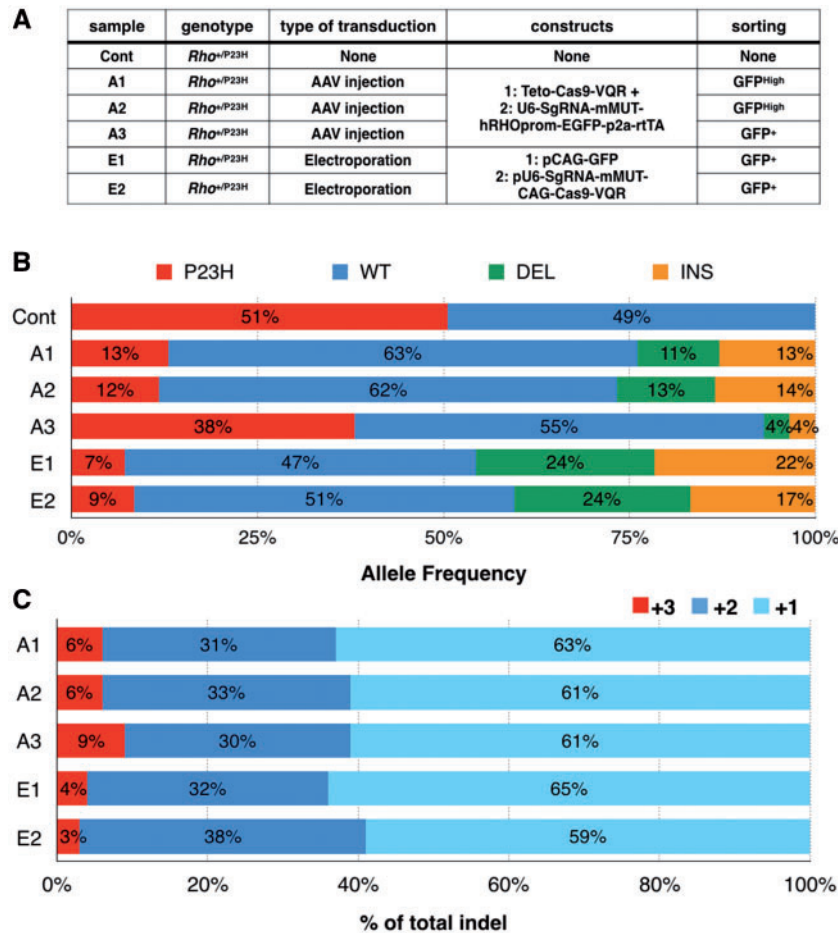 A
sample genotype type of transduction constructs sorting
Cont Rho+/P23H None None None
A1 Rho+/P23H AAV injection GFPHigh
1: Teto-Cas9-VQR +
A2 Rho+/P23H AAV injection 2: U6-SgRNA-mMUT- GFPHigh
hRHOprom-EGFP-p2a-rtTA
A3 Rho+/P23H AAV injection GFP+
E1 Rho+/P23H Electroporation 1: pCAG-GFP GFP+
2: pU6-SgRNA-mMUT-
E2 Rho+/P23H Electroporation CAG-Cas9-VQR GFP+
B P23H WT DEL INS
Cont 51% 49%
A1 13% 63% 11% 13%
A2 12% 62% 13% 14%
A3 38% 55% 4% 4%
E1 7% 47% 24% 22%
E2 9% 51% 24% 17%
0% 25% 50% 75% 100%
Allele Frequency
C +3 +2 +1
A1 6% 31% 63%
A2 6% 33% 61%
A3 9% 30% 61%
E1 4% 32% 65%
E2 3% 38% 59%
0% 20% 40% 60% 80% 100%
% of total indel